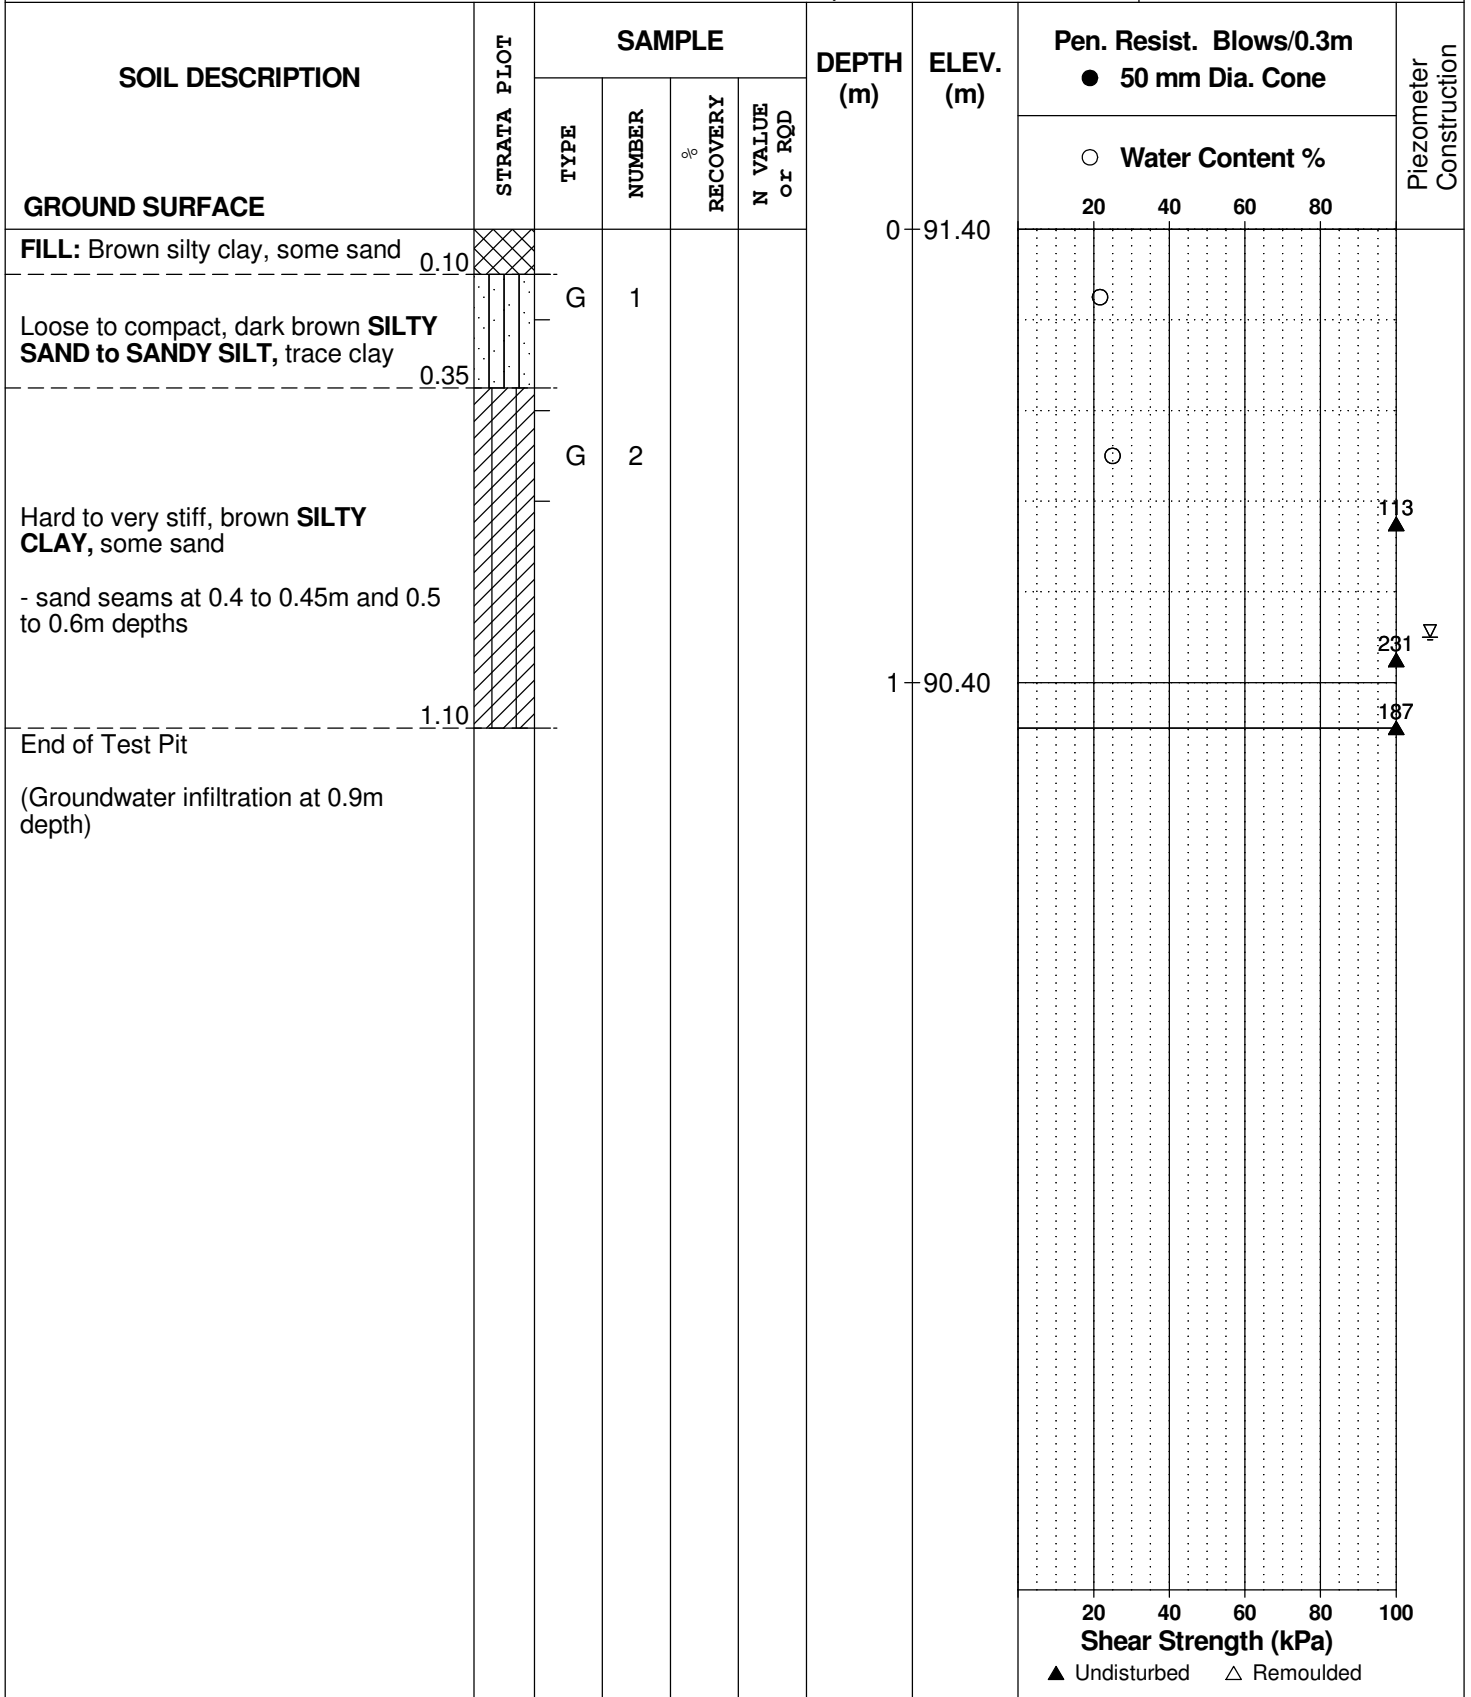 SOIL DESCRIPTION
GROUND SURFACE
STRATA PLOT
SAMPLE
TYPE
NUMBER
%
RECOVERY
N VALUE
or RQD
DEPTH
(m)
ELEV.
(m)
Pen. Resist. Blows/0.3m
● 50 mm Dia. Cone
○ Water Content %
20 40 60 80
Piezometer
Construction
0 91.40
FILL: Brown silty clay, some sand 0.10
G 1
Loose to compact, dark brown SILTY
SAND to SANDY SILT, trace clay
0.35
G 2
113
Hard to very stiff, brown SILTY
CLAY, some sand
- sand seams at 0.4 to 0.45m and 0.5
to 0.6m depths
231
1 90.40
1.10
187
End of Test Pit
(Groundwater infiltration at 0.9m
depth)
20 40 60 80 100
Shear Strength (kPa)
▲ Undisturbed △ Remoulded